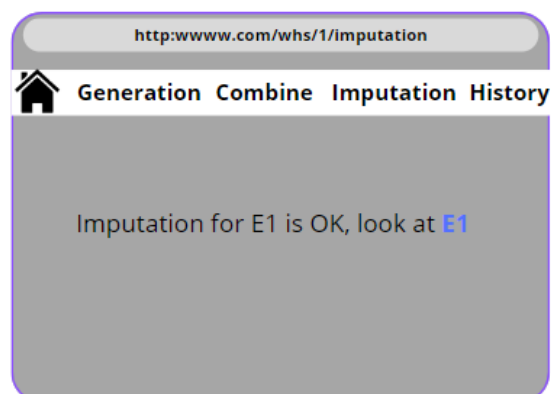 http:wwww.com/whs/1/imputation
Generation Combine Imputation History
Imputation for E1 is OK, look at E1